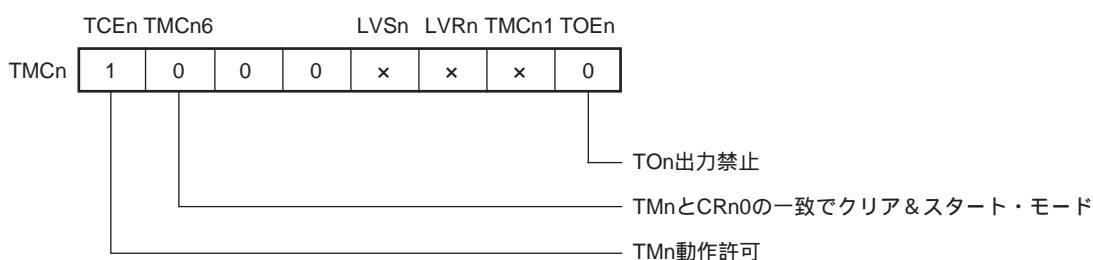 TCEn TMCn6 LVSn LVRn TMCn1 TOEn
TMCn 1 0 0 0 × × × 0
TOn出力禁止
TMnとCRn0の一致でクリア＆スタート・モード
TMn動作許可